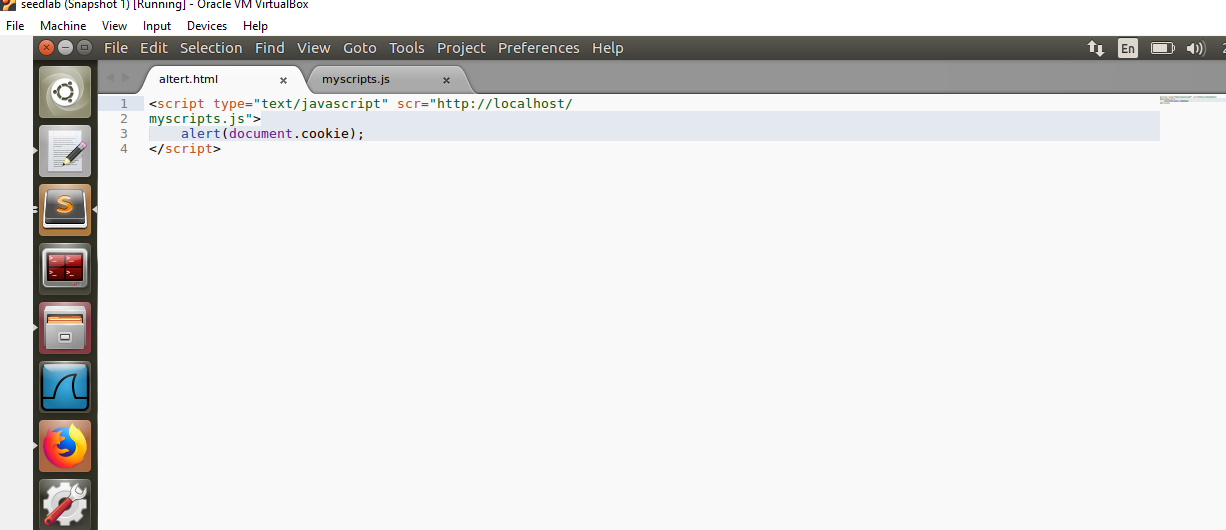 seedlab (Snapshot 1) [Running] - Oracle VM VirtualBox
File Machine View Input Devices Help
File Edit Selection Find View Goto Tools Project Preferences Help
En
altert.html × myscripts.js ×
1 <script type="text/javascript" scr="http://localhost/
2 myscripts.js">
3 alert(document.cookie);
4 </script>